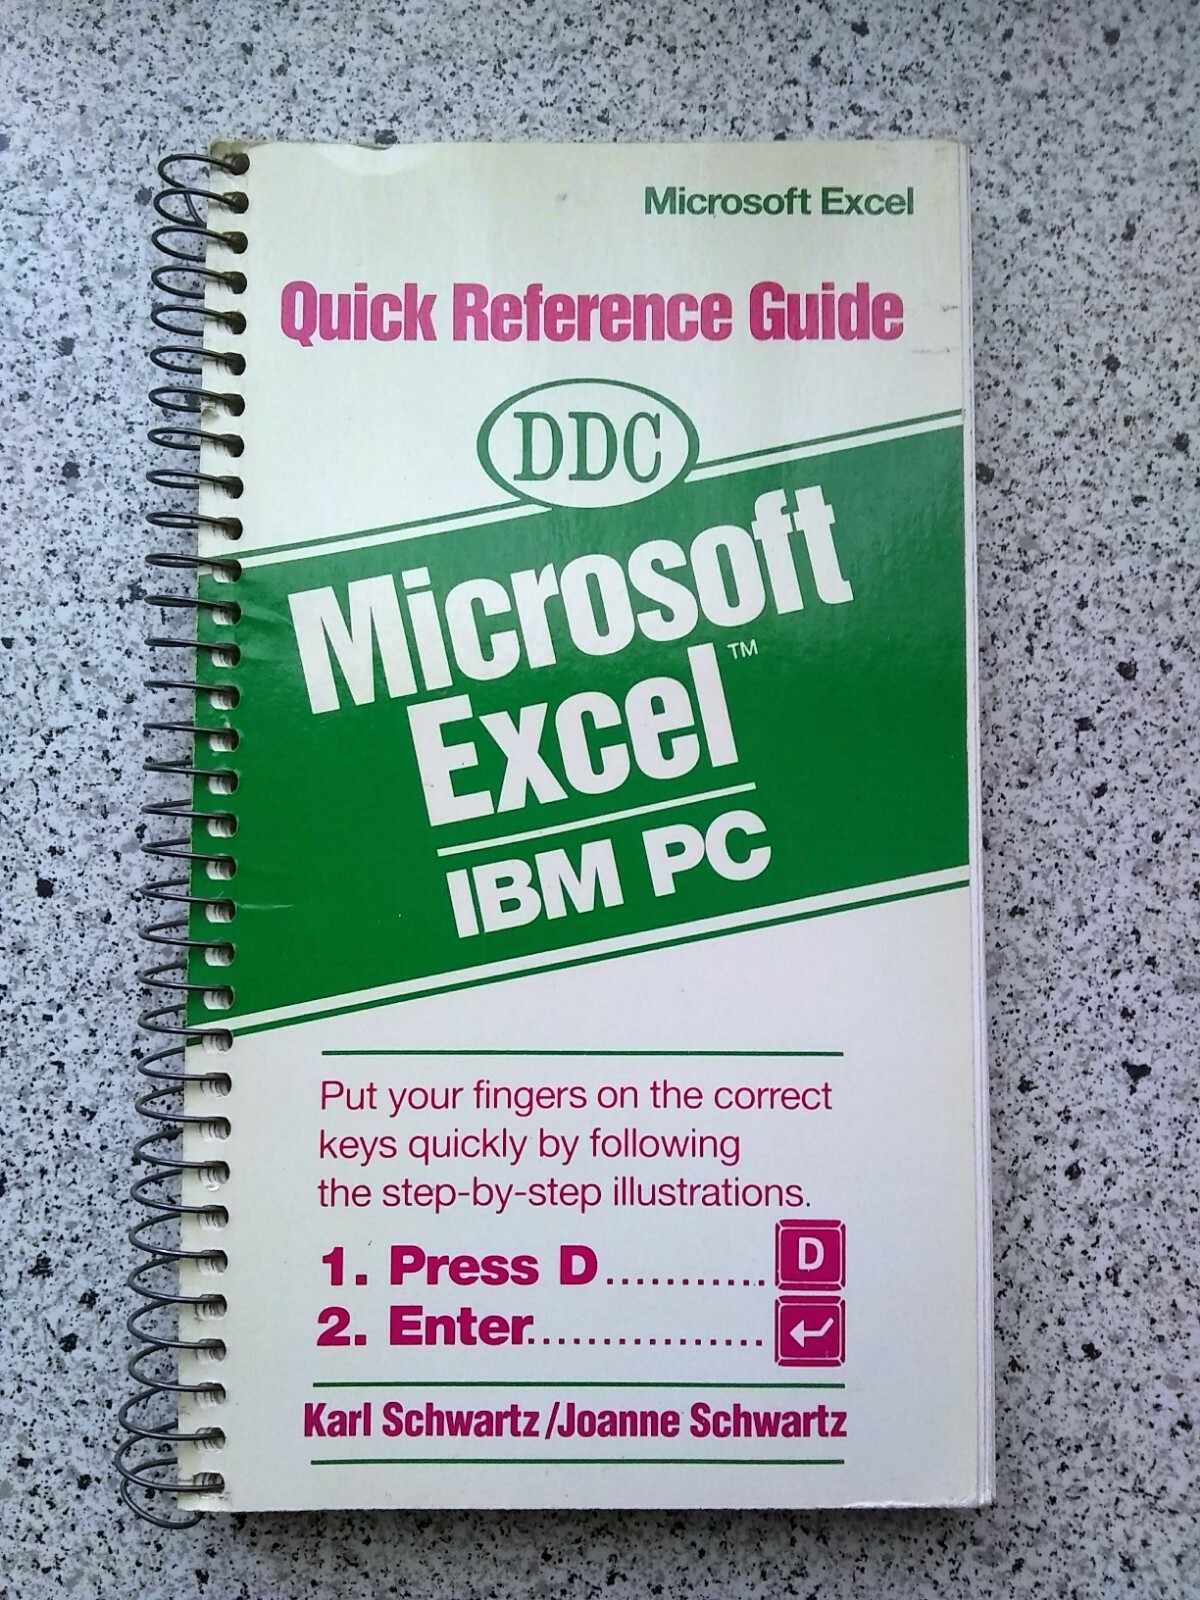 Microsoft Excel
Quick Reference Guide
DDC
Microsoft
Excel™
IBM PC
Put your fingers on the correct
keys quickly by following
the step-by-step illustrations.
1. Press D........... D
2. Enter................ ↵
Karl Schwartz/Joanne Schwartz